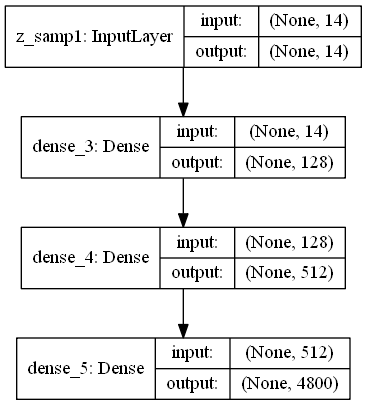 z_samp1: InputLayer
input: (None, 14)
output: (None, 14)
dense_3: Dense
input: (None, 14)
output: (None, 128)
dense_4: Dense
input: (None, 128)
output: (None, 512)
dense_5: Dense
input: (None, 512)
output: (None, 4800)